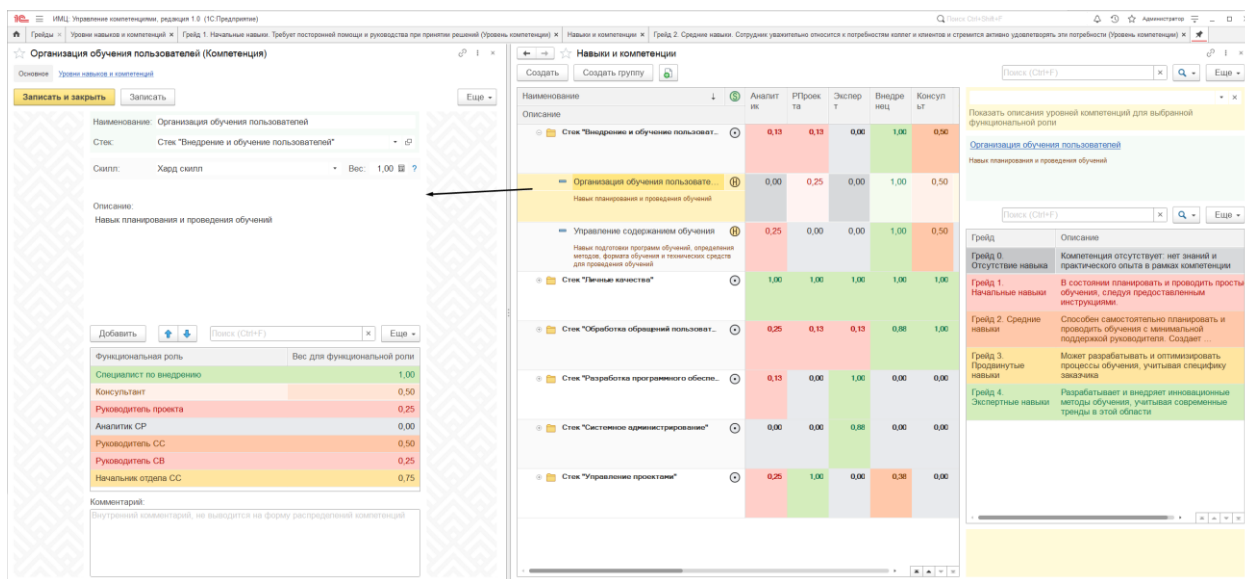 ИМЦ: Управление компетенциями, редакция 1.0 (1С:Предприятие)
Поиск Ctrl+Shift+F
Администратор
Грейды ×
Уровни навыков и компетенций ×
Грейд 1. Начальные навыки. Требует посторонней помощи и руководства при принятии решений (Уровень компетенции) ×
Навыки и компетенции ×
Грейд 2. Средние навыки. Сотрудник уважительно относится к потребностям коллег и клиентов и стремится активно удовлетворять эти потребности (Уровень компетенции) ×
Организация обучения пользователей (Компетенция)
Основное Уровни навыков и компетенций
Записать и закрыть Записать Еще
Наименование: Организация обучения пользователей
Стек: Стек "Внедрение и обучение пользователей"
Скилл: Хард скилл Вес: 1,00 ?
Описание:
Навык планирования и проведения обучений
Добавить Поиск (Ctrl+F) × Еще
Функциональная роль Вес для функциональной роли
Специалист по внедрению 1,00
Консультант 0,50
Руководитель проекта 0,25
Аналитик СР 0,00
Руководитель СС 0,50
Руководитель СВ 0,25
Начальник отдела СС 0,75
Комментарий:
Внутренний комментарий, не выводится на форму распределений компетенций
Навыки и компетенции
Создать Создать группу Поиск (Ctrl+F) × Еще
Наименование ↓ S Аналит РПроек Экспер Внедре Консул
ик та т нец ьт
Описание
Стек "Внедрение и обучение пользоват... 0,13 0,13 0,00 1,00 0,50
Организация обучения пользовате... H 0,00 0,25 0,00 1,00 0,50
Навык планирования и проведения обучений
Управление содержанием обучения H 0,25 0,00 0,00 1,00 0,50
Навык подготовки программ обучений, определения
методов, формата обучения и технических средств
для проведения обучений
Стек "Личные качества" 1,00 1,00 1,00 1,00 1,00
Стек "Обработка обращений пользоват... 0,25 0,13 0,13 0,88 1,00
Стек "Разработка программного обеспе... 0,13 0,00 1,00 0,00 0,00
Стек "Системное администрирование" 0,00 0,00 0,88 0,00 0,00
Стек "Управление проектами" 0,25 1,00 0,00 0,38 0,00
Показать описания уровней компетенций для выбранной
функциональной роли
Организация обучения пользователей
Навык планирования и проведения обучений
Поиск (Ctrl+F) × Еще
Грейд Описание
Грейд 0. Компетенция отсутствует: нет знаний и
Отсутствие навыка практического опыта в рамках компетенции
Грейд 1. В состоянии планировать и проводить просты
Начальные навыки обучения, следуя предоставленным
инструкциями.
Грейд 2. Средние Способен самостоятельно планировать и
навыки проводить обучения с минимальной
поддержкой руководителя. Создает ...
Грейд 3. Может разрабатывать и оптимизировать
Продвинутые процессы обучения, учитывая специфику
навыки заказчика
Грейд 4. Разрабатывает и внедряет инновационные
Экспертные навыки методы обучения, учитывая современные
тренды в этой области